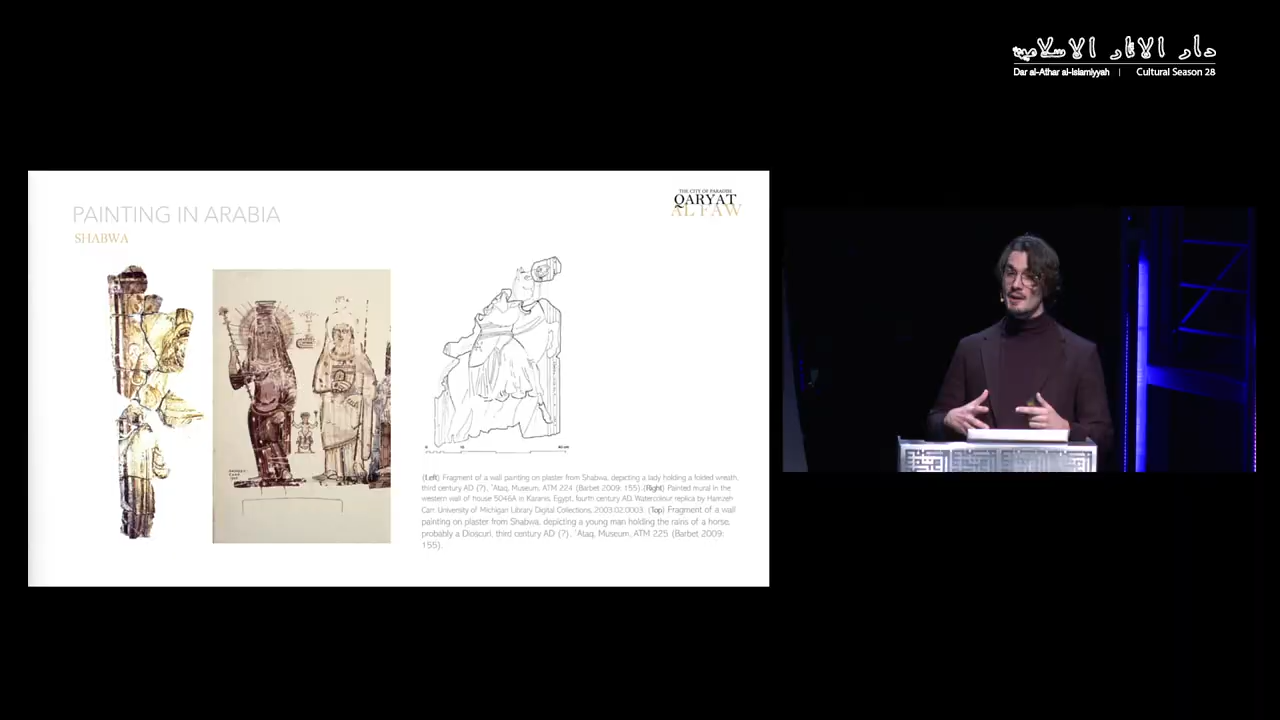 دار الآثار الإسلامية
Dar al-Athar al-Islamiyyah | Cultural Season 28
THE CITY OF PARADISE
QARYAT
AL FAW
PAINTING IN ARABIA
SHABWA
(Left) Fragment of a wall painting on plaster from Shabwa, depicting a lady holding a folded wreath,
third century AD (?), ʿAtaq, Museum: ATM 224 (Barbet 2009: 155).(Right) Painted mural in the
western wall of house 5046A in Karanis, Egypt, fourth century AD. Watercolour replica by Hamzeh
Carr. University of Michigan Library Digital Collections, 2003.02.0003. (Top) Fragment of a wall
painting on plaster from Shabwa, depicting a young man holding the rains of a horse,
probably a Dioscuri, third century AD (?), ʿAtaq, Museum, ATM 225 (Barbet 2009:
155).